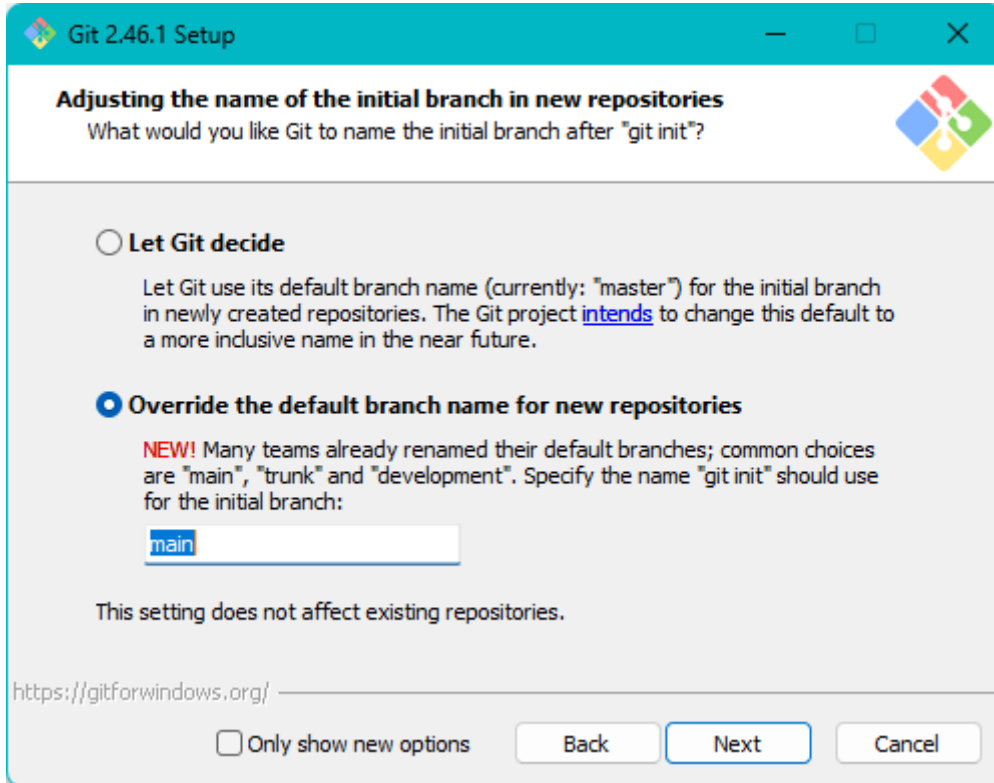 Git 2.46.1 Setup
Adjusting the name of the initial branch in new repositories
What would you like Git to name the initial branch after "git init"?
Let Git decide
Let Git use its default branch name (currently: "master") for the initial branch
in newly created repositories. The Git project intends to change this default to
a more inclusive name in the near future.
Override the default branch name for new repositories
NEW! Many teams already renamed their default branches; common choices
are "main", "trunk" and "development". Specify the name "git init" should use
for the initial branch:
main
This setting does not affect existing repositories.
https://gitforwindows.org/
Only show new options
Back
Next
Cancel